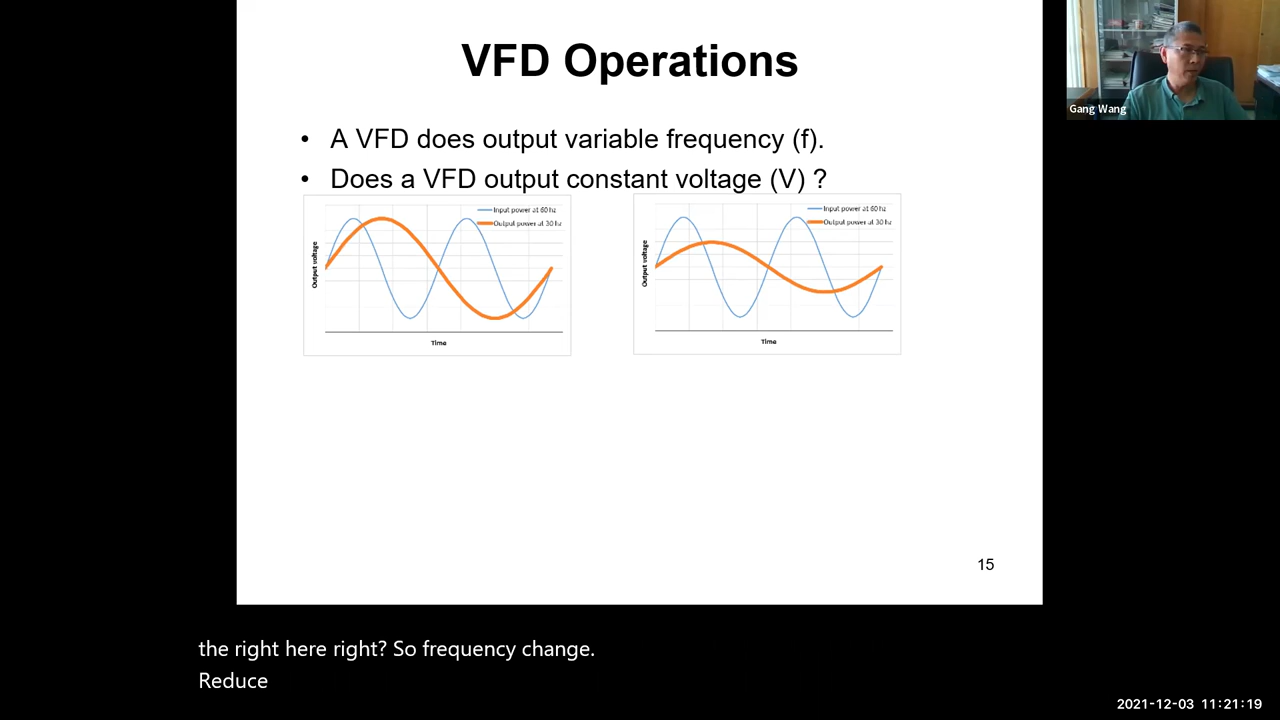 VFD Operations
Gang Wang
• A VFD does output variable frequency (f).
• Does a VFD output constant voltage (V) ?
Input power at 60 hz
Output power at 30 hz
Output voltage
Time
Input power at 60 hz
Output power at 30 hz
Output voltage
Time
15
the right here right? So frequency change.
Reduce
2021-12-03 11:21:19